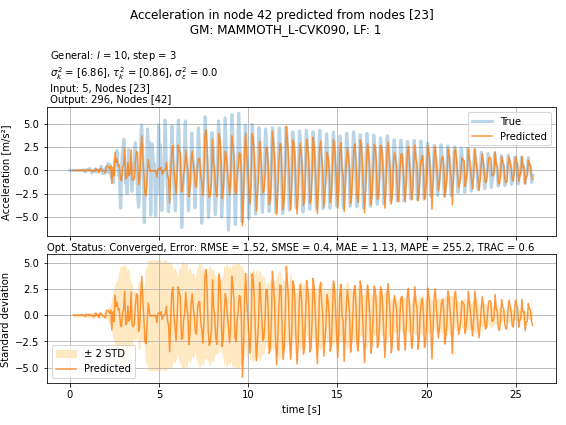 Acceleration in node 42 predicted from nodes [23]
GM: MAMMOTH_L-CVK090, LF: 1
General: l = 10, step = 3
σ²ₖ = [6.86], τ²ₖ = [0.86], σ²ε = 0.0
Input: 5, Nodes [23]
Output: 296, Nodes [42]
Acceleration [m/s²]
5.0
2.5
0.0
−2.5
−5.0
True
Predicted
Opt. Status: Converged, Error: RMSE = 1.52, SMSE = 0.4, MAE = 1.13, MAPE = 255.2, TRAC = 0.6
Standard deviation
5.0
2.5
0.0
−2.5
−5.0
± 2 STD
Predicted
0 5 10 15 20 25
time [s]